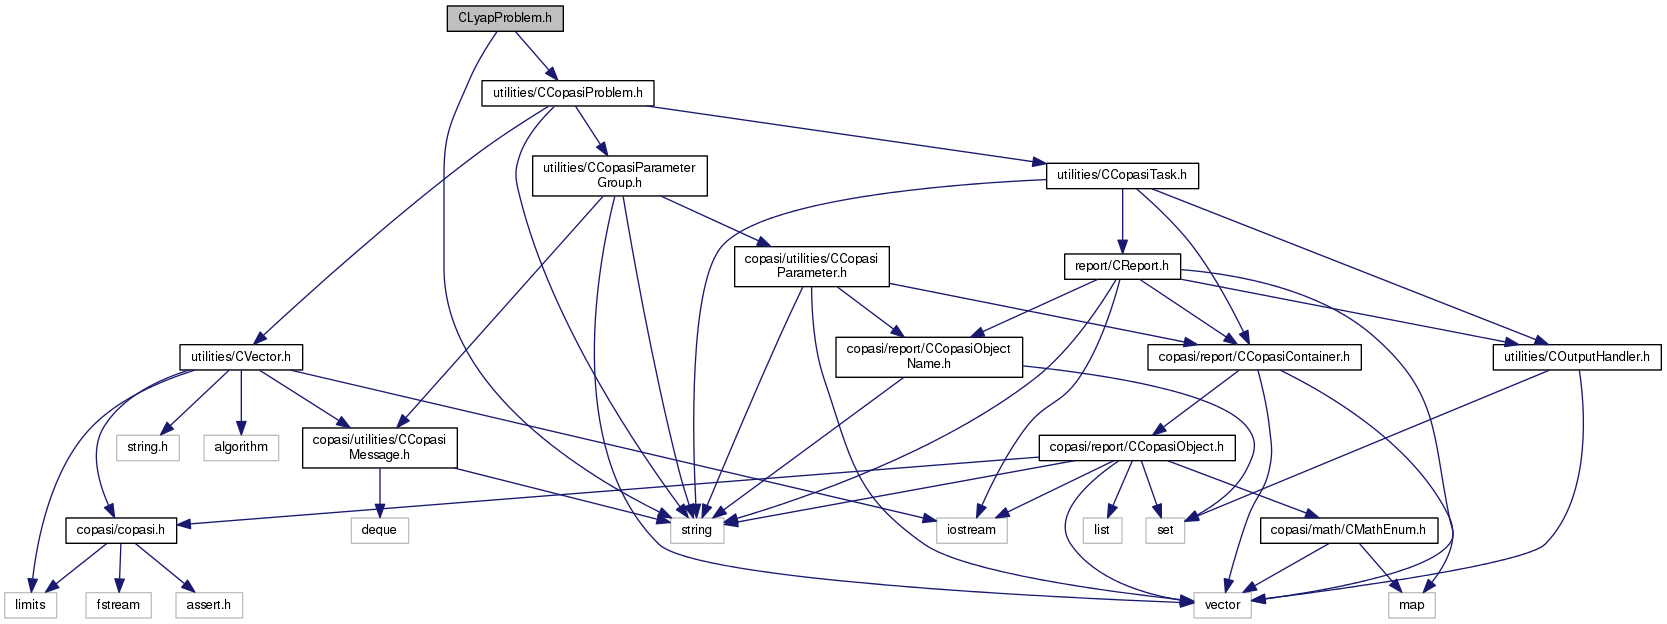 CLyapProblem.h
utilities/CCopasiProblem.h
utilities/CCopasiParameter
Group.h
utilities/CCopasiTask.h
copasi/utilities/CCopasi
Parameter.h
report/CReport.h
utilities/CVector.h
copasi/report/CCopasiObject
Name.h
copasi/report/CCopasiContainer.h
utilities/COutputHandler.h
string.h
algorithm
copasi/utilities/CCopasi
Message.h
copasi/report/CCopasiObject.h
copasi/copasi.h
deque
string
iostream
list
set
copasi/math/CMathEnum.h
limits
fstream
assert.h
vector
map